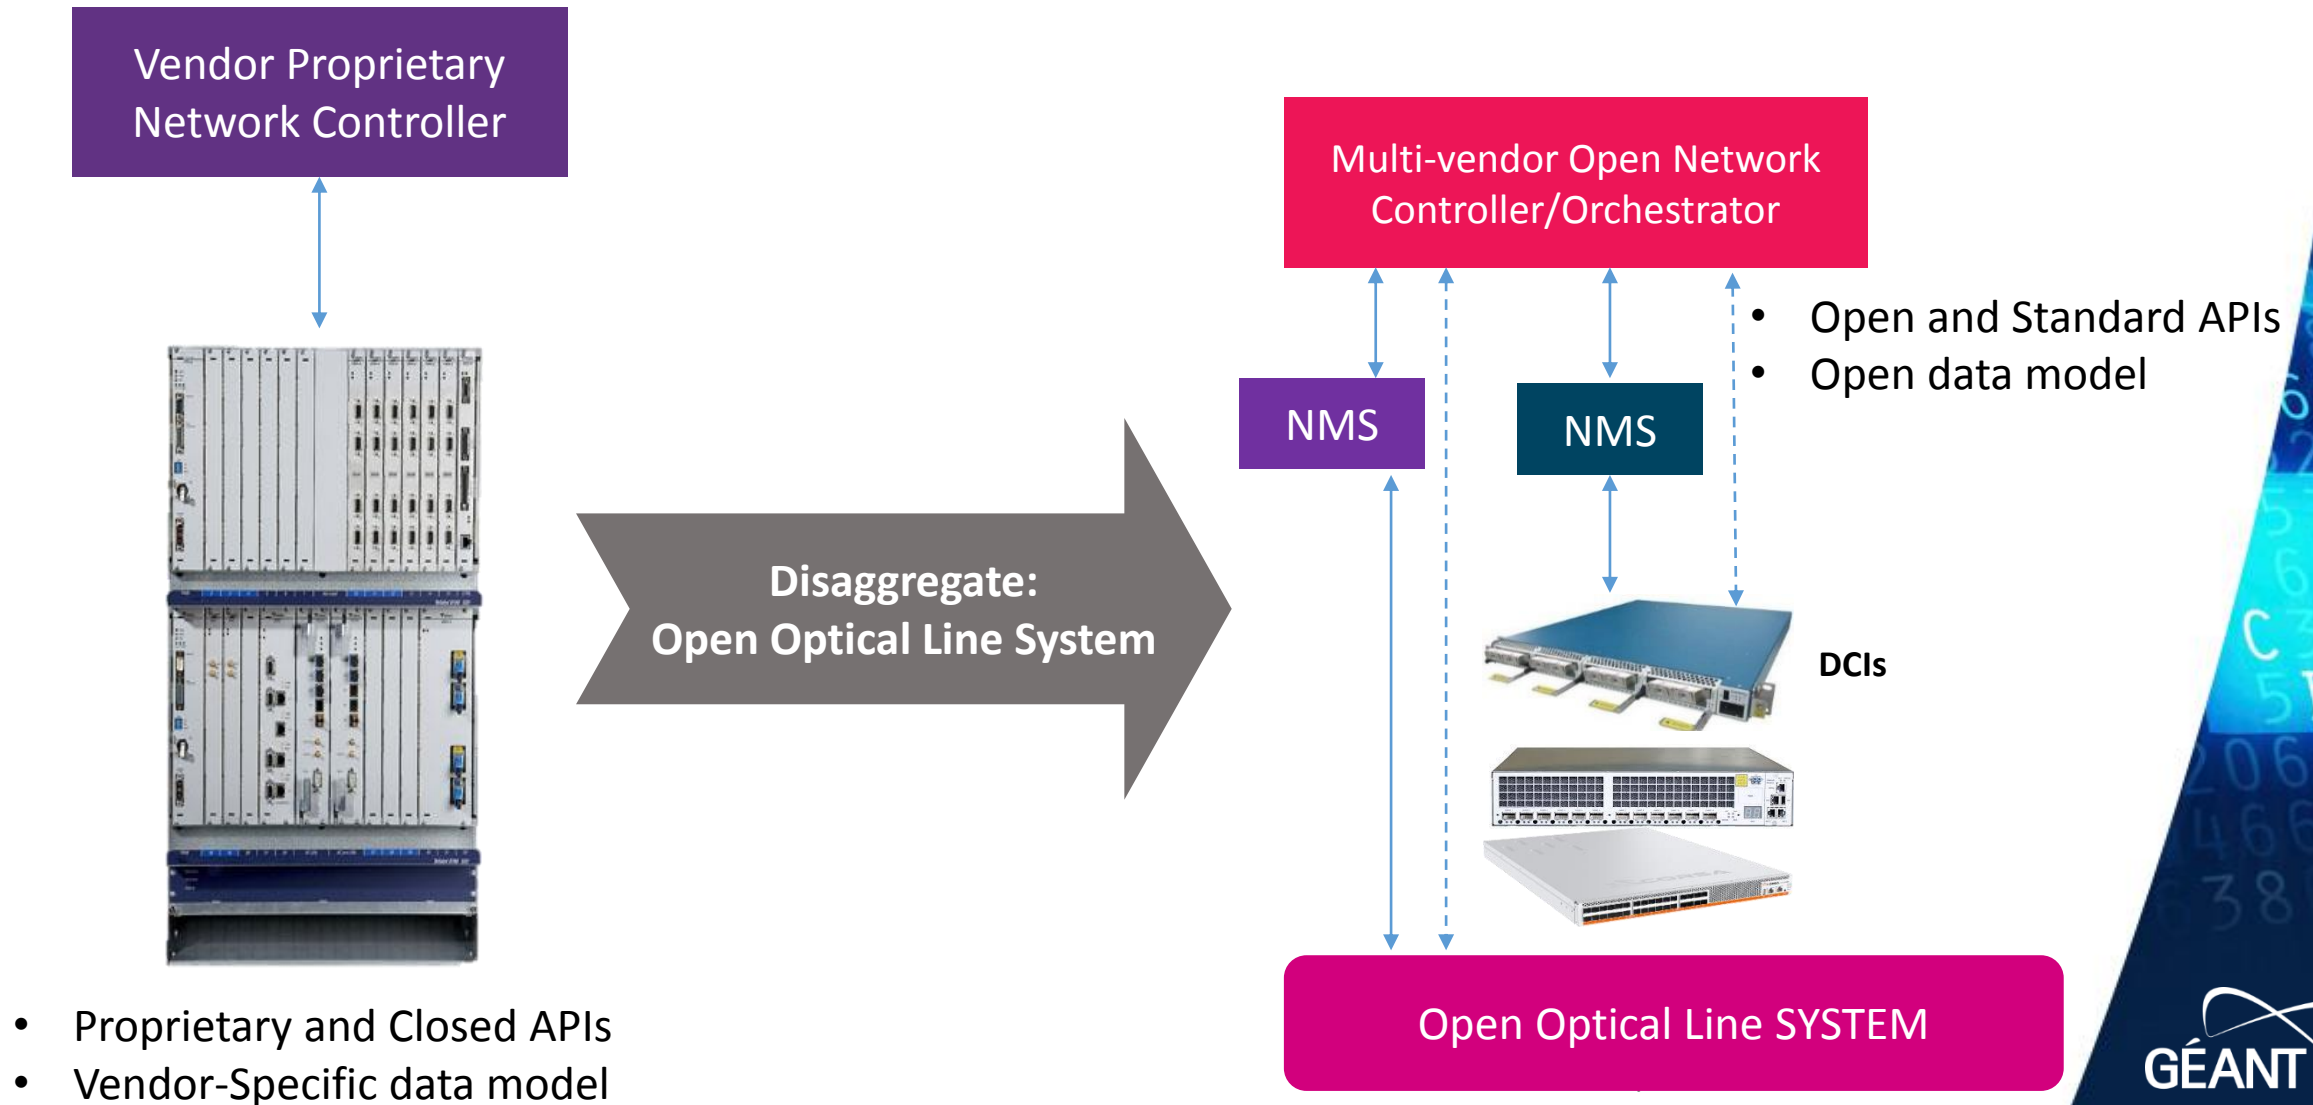 Vendor Proprietary
Network Controller
Multi-vendor Open Network
Controller/Orchestrator
• Open and Standard APIs
• Open data model
NMS
NMS
Disaggregate:
Open Optical Line System
DCIs
Open Optical Line SYSTEM
• Proprietary and Closed APIs
• Vendor-Specific data model
GÉANT